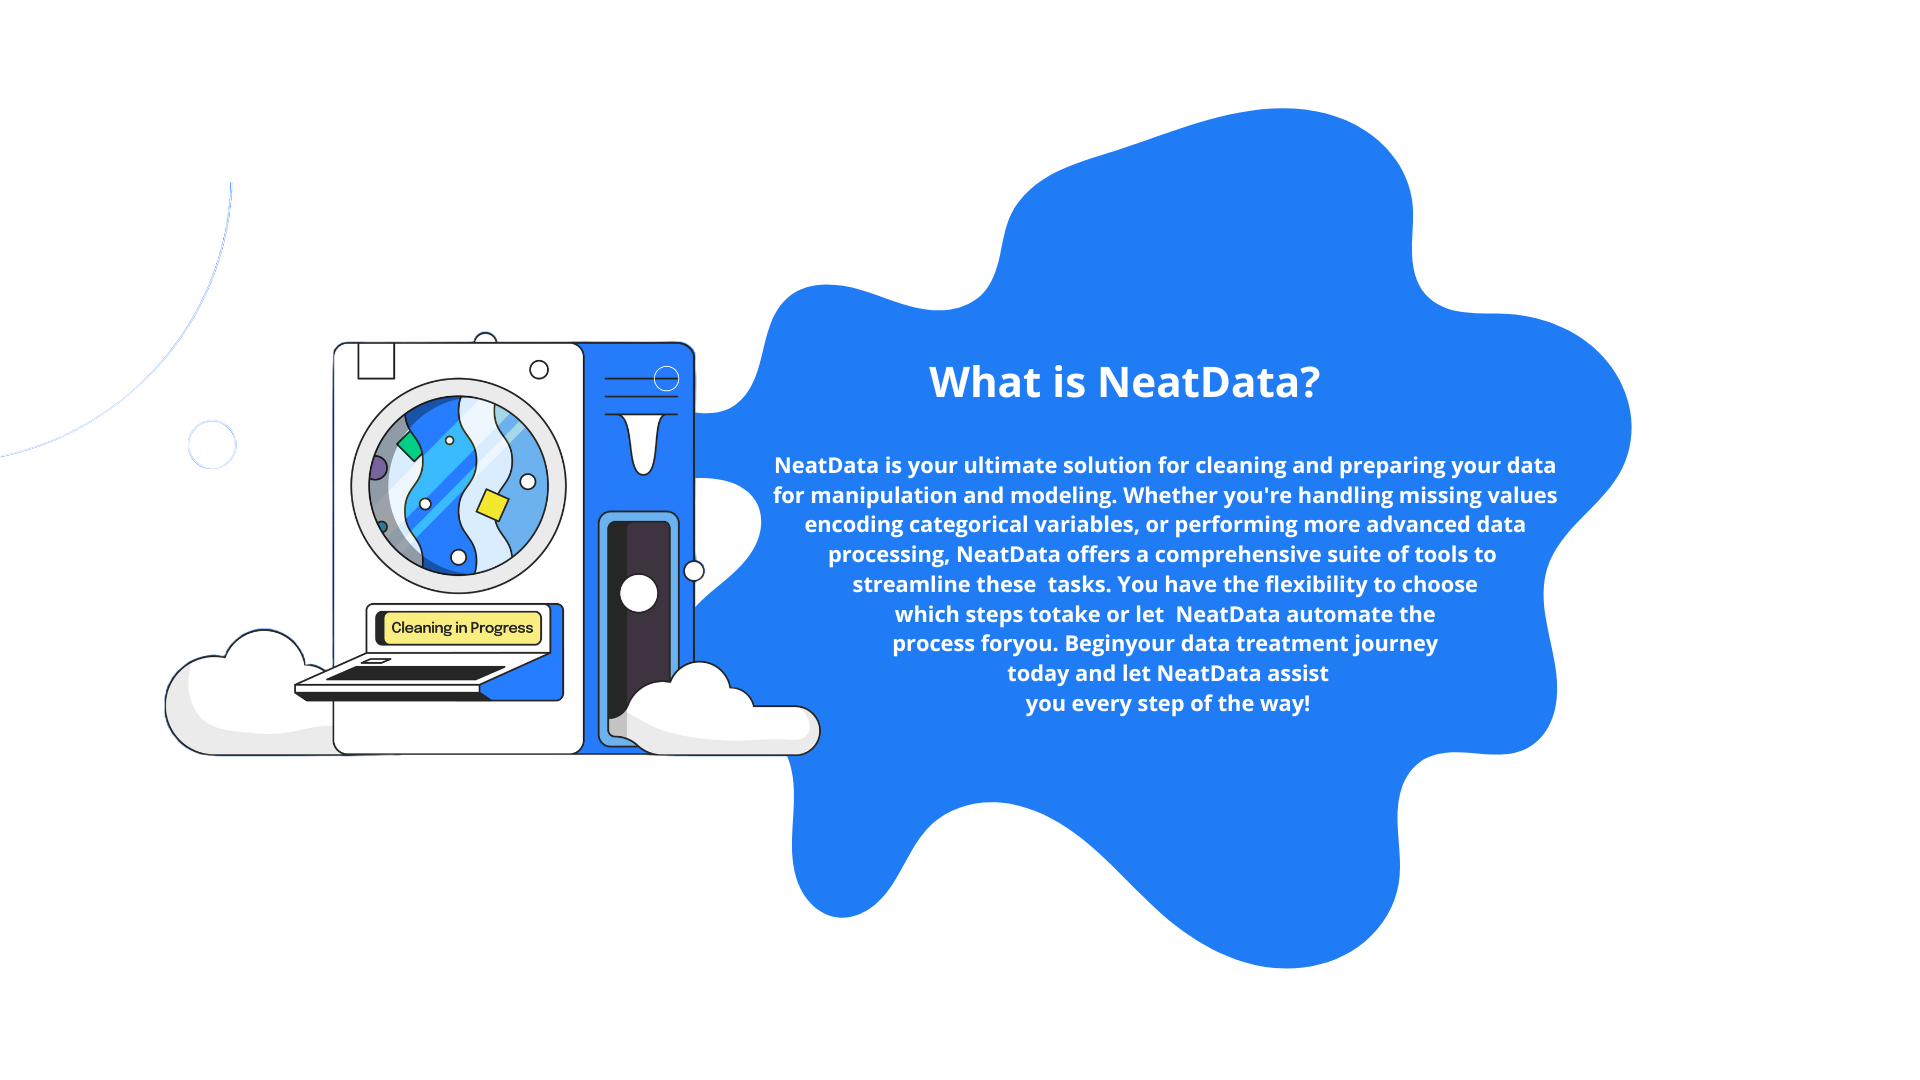 What is NeatData?
NeatData is your ultimate solution for cleaning and preparing your data
for manipulation and modeling. Whether you're handling missing values
encoding categorical variables, or performing more advanced data
processing, NeatData offers a comprehensive suite of tools to
streamline these  tasks. You have the flexibility to choose
which steps totake or let  NeatData automate the
process foryou. Beginyour data treatment journey
today and let NeatData assist
you every step of the way!
Cleaning in Progress